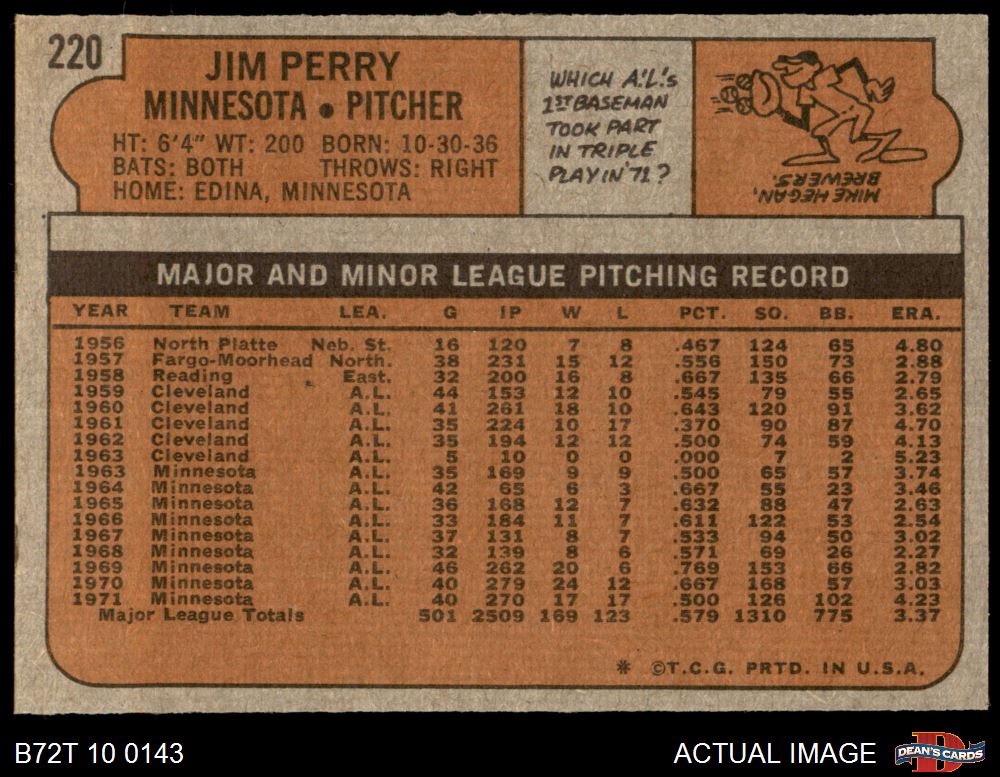 220
JIM PERRY
MINNESOTA • PITCHER
HT: 6'4" WT: 200 BORN: 10-30-36
BATS: BOTH THROWS: RIGHT
HOME: EDINA, MINNESOTA
WHICH A.L.'s
1ST BASEMAN
TOOK PART
IN TRIPLE
PLAY IN '71?
MIKE HEGAN,
BREWERS.
MAJOR AND MINOR LEAGUE PITCHING RECORD
YEAR TEAM LEA. G IP W L PCT. SO. BB. ERA.
1956 North Platte Neb. St. 16 120 7 8 .467 124 65 4.80
1957 Fargo-Moorhead North. 38 231 15 12 .556 150 73 2.88
1958 Reading East. 32 200 16 8 .667 135 66 2.79
1959 Cleveland A.L. 44 153 12 10 .545 79 55 2.65
1960 Cleveland A.L. 41 261 18 10 .643 120 91 3.62
1961 Cleveland A.L. 35 224 10 17 .370 90 87 4.70
1962 Cleveland A.L. 35 194 12 12 .500 74 59 4.13
1963 Cleveland A.L. 5 10 0 0 .000 7 2 5.23
1963 Minnesota A.L. 35 169 9 9 .500 65 57 3.74
1964 Minnesota A.L. 42 65 6 3 .667 55 23 3.46
1965 Minnesota A.L. 36 168 12 7 .632 88 47 2.63
1966 Minnesota A.L. 33 184 11 7 .611 122 53 2.54
1967 Minnesota A.L. 37 131 8 7 .533 94 50 3.02
1968 Minnesota A.L. 32 139 8 6 .571 69 26 2.27
1969 Minnesota A.L. 46 262 20 6 .769 153 66 2.82
1970 Minnesota A.L. 40 279 24 12 .667 168 57 3.03
1971 Minnesota A.L. 40 270 17 17 .500 126 102 4.23
Major League Totals 501 2509 169 123 .579 1310 775 3.37
* ©T.C.G. PRTD. IN U.S.A.
B72T 10 0143 ACTUAL IMAGE DEAN'S CARDS